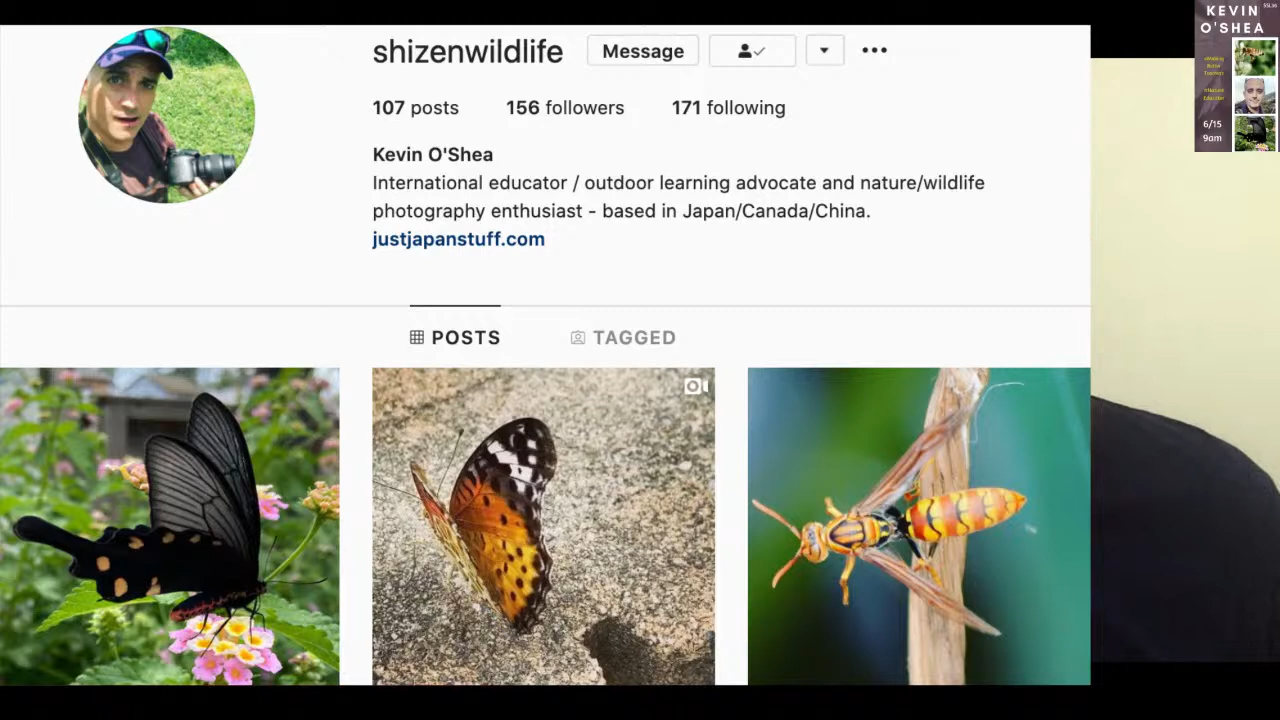 shizenwildlife
Message
107 posts 156 followers 171 following
Kevin O'Shea
International educator / outdoor learning advocate and nature/wildlife
photography enthusiast - based in Japan/Canada/China.
justjapanstuff.com
POSTS TAGGED
KEVIN
O'SHEA
6/15
9am